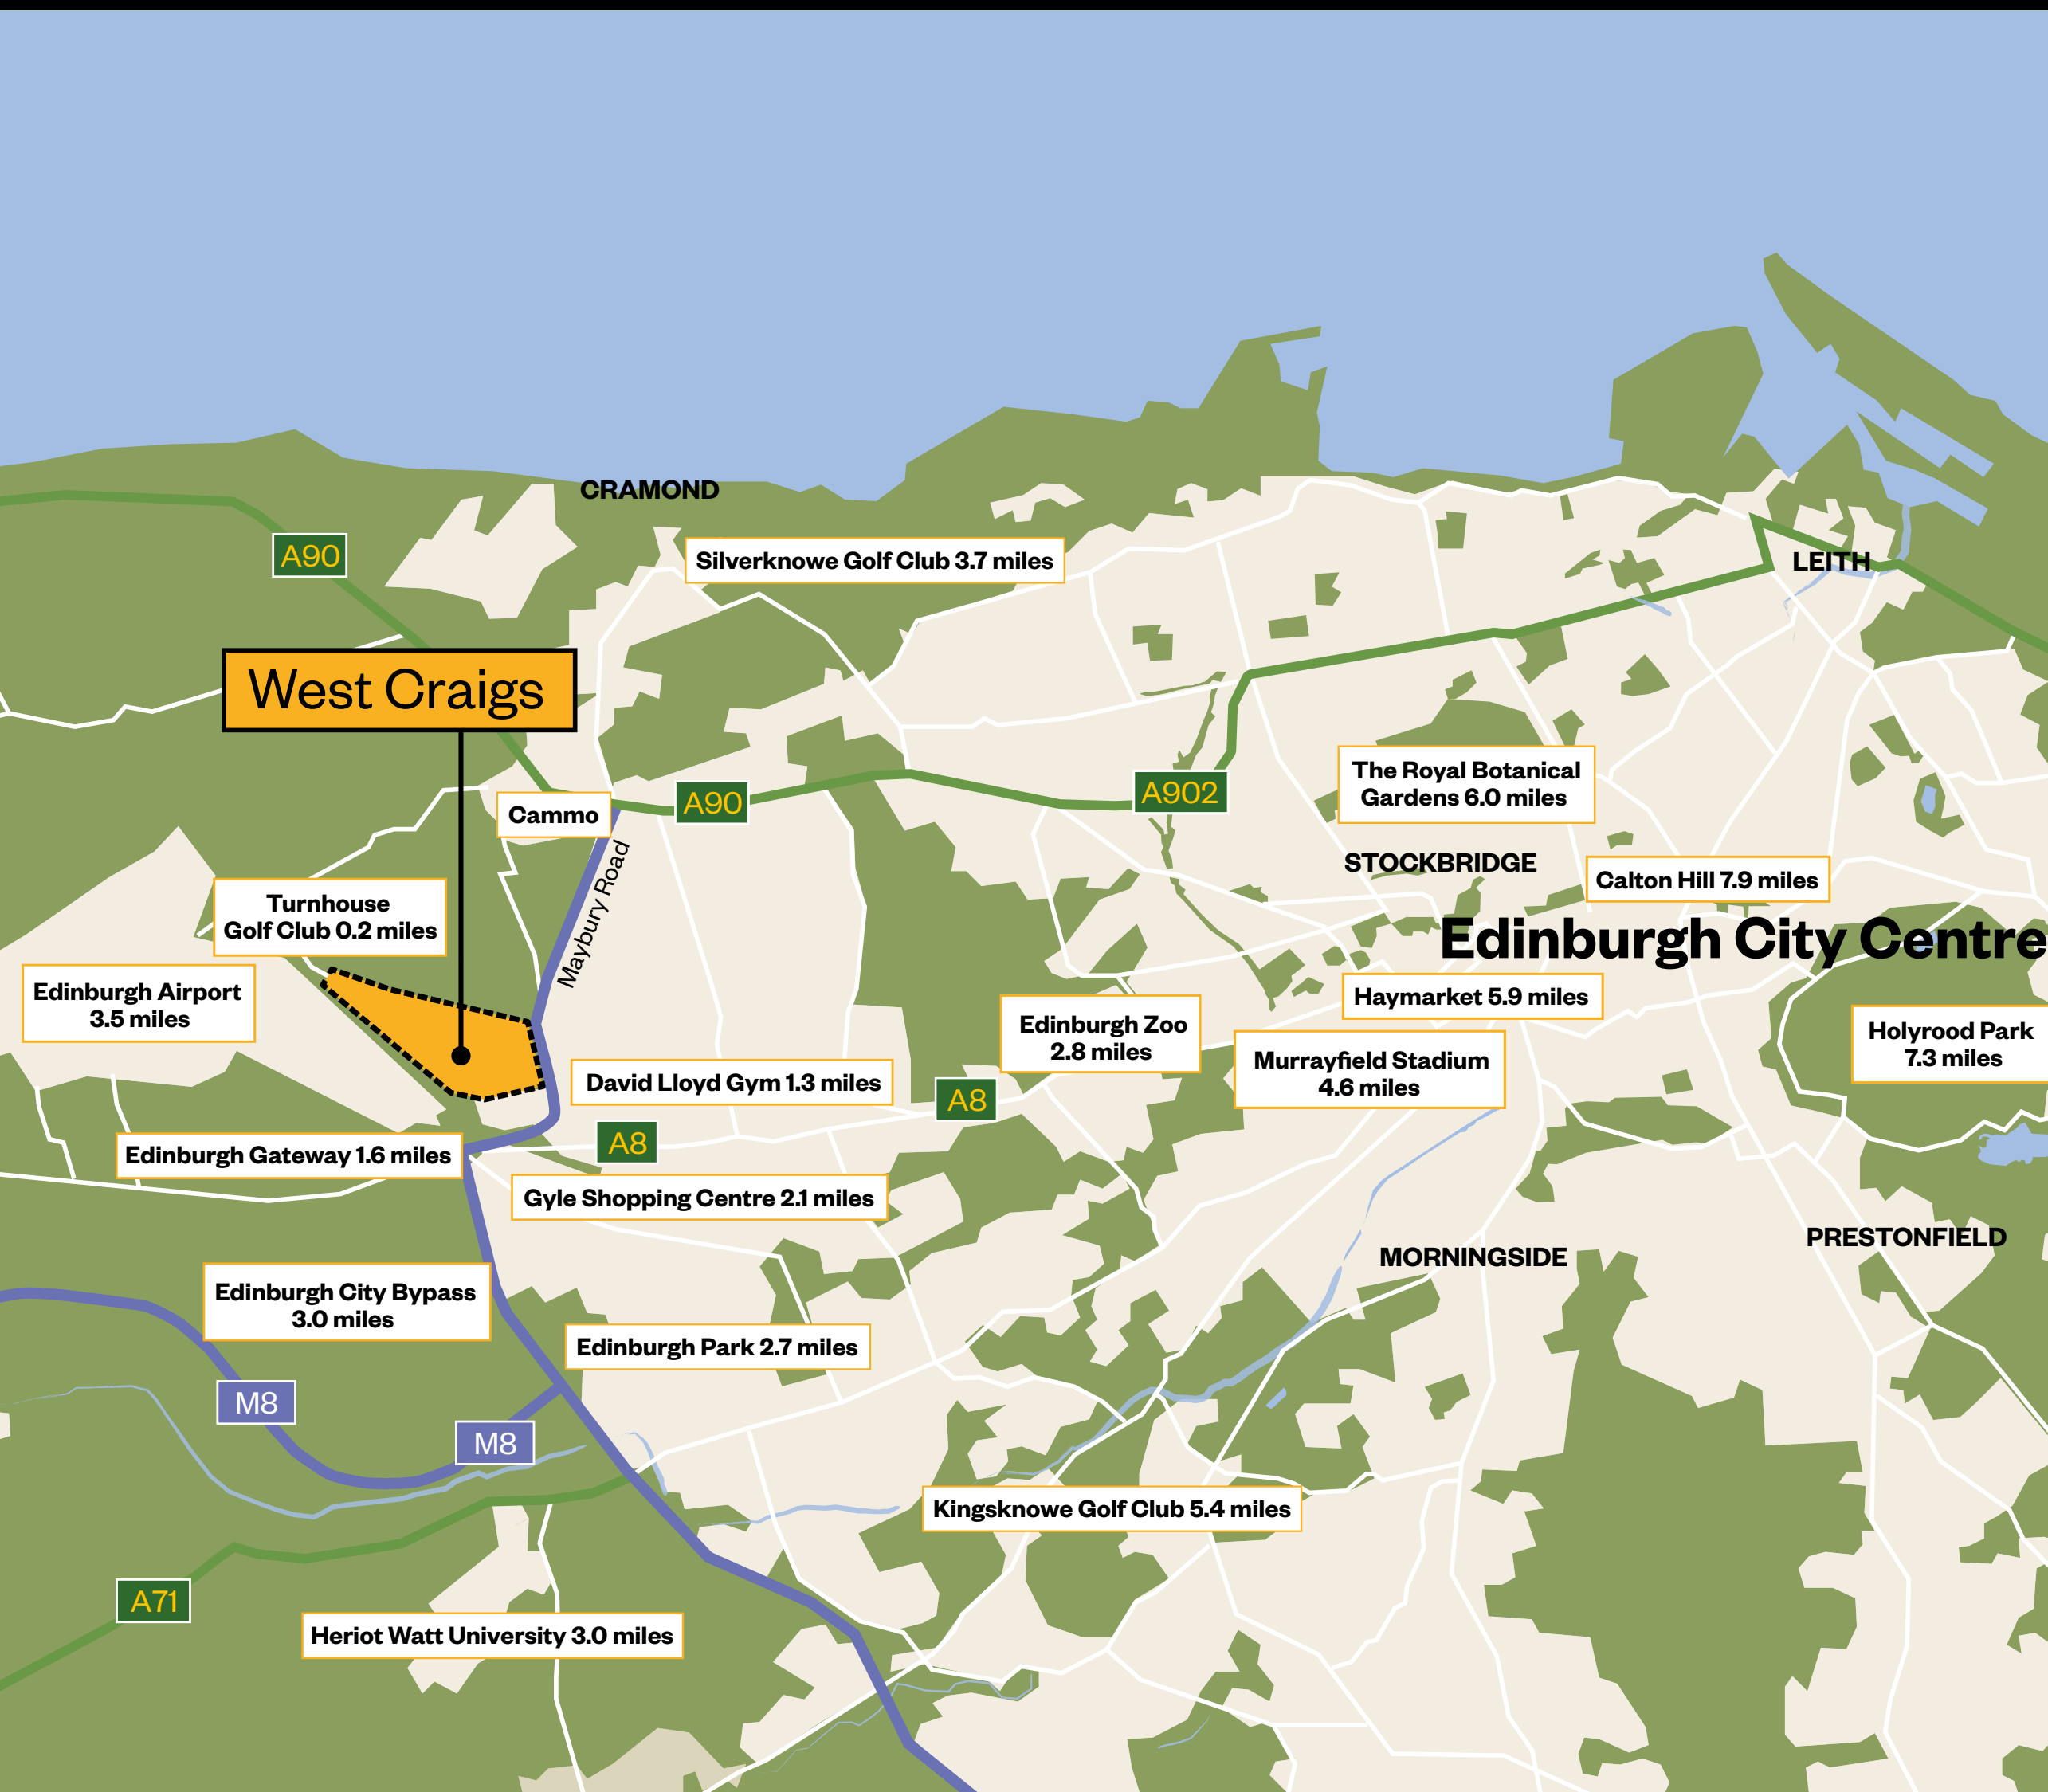 CRAMOND
A90
Silverknowe Golf Club 3.7 miles
LEITH
West Craigs
The Royal Botanical
Gardens 6.0 miles
A90
A902
Cammo
Maybury Road
STOCKBRIDGE
Calton Hill 7.9 miles
Turnhouse
Golf Club 0.2 miles
Edinburgh City Centre
Edinburgh Airport
3.5 miles
Haymarket 5.9 miles
Edinburgh Zoo
2.8 miles
Holyrood Park
7.3 miles
Murrayfield Stadium
4.6 miles
David Lloyd Gym 1.3 miles
A8
A8
Edinburgh Gateway 1.6 miles
Gyle Shopping Centre 2.1 miles
PRESTONFIELD
MORNINGSIDE
Edinburgh City Bypass
3.0 miles
Edinburgh Park 2.7 miles
M8
M8
Kingsknowe Golf Club 5.4 miles
A71
Heriot Watt University 3.0 miles